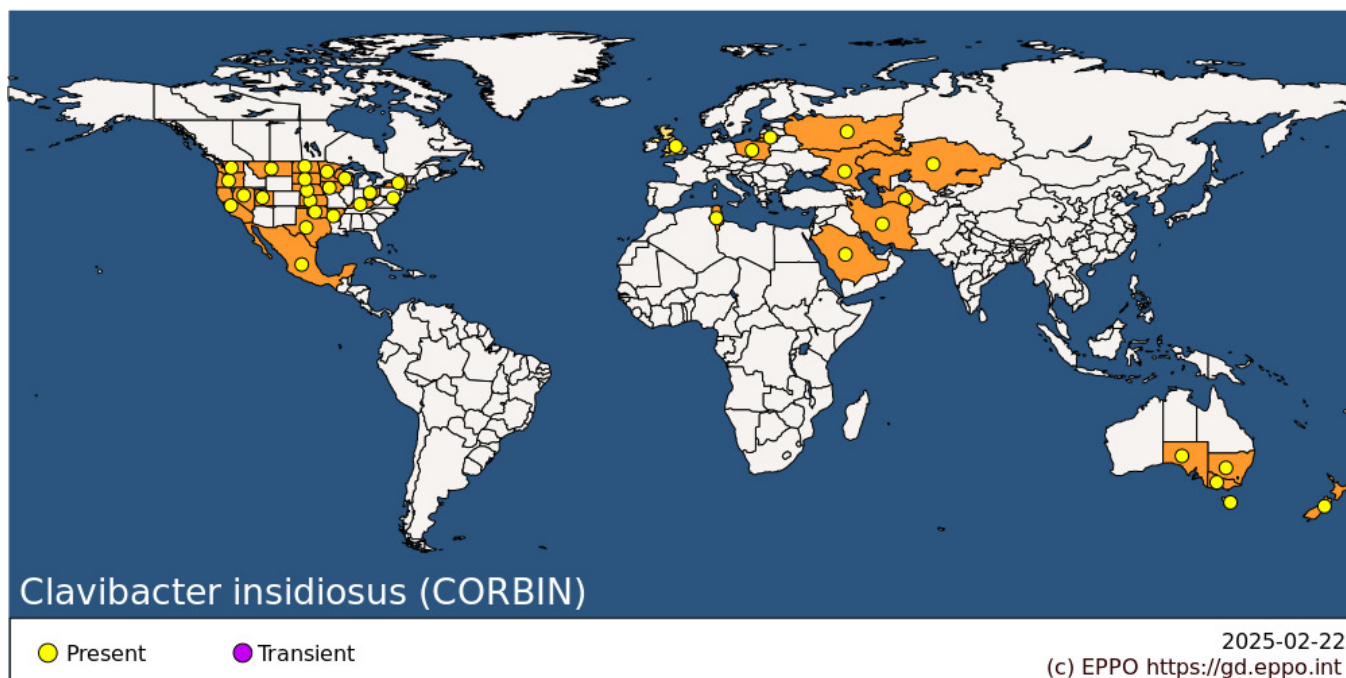 Clavibacter insidiosus (CORBIN)
Present
Transient
2025-02-22
(c) EPPO https://gd.eppo.int